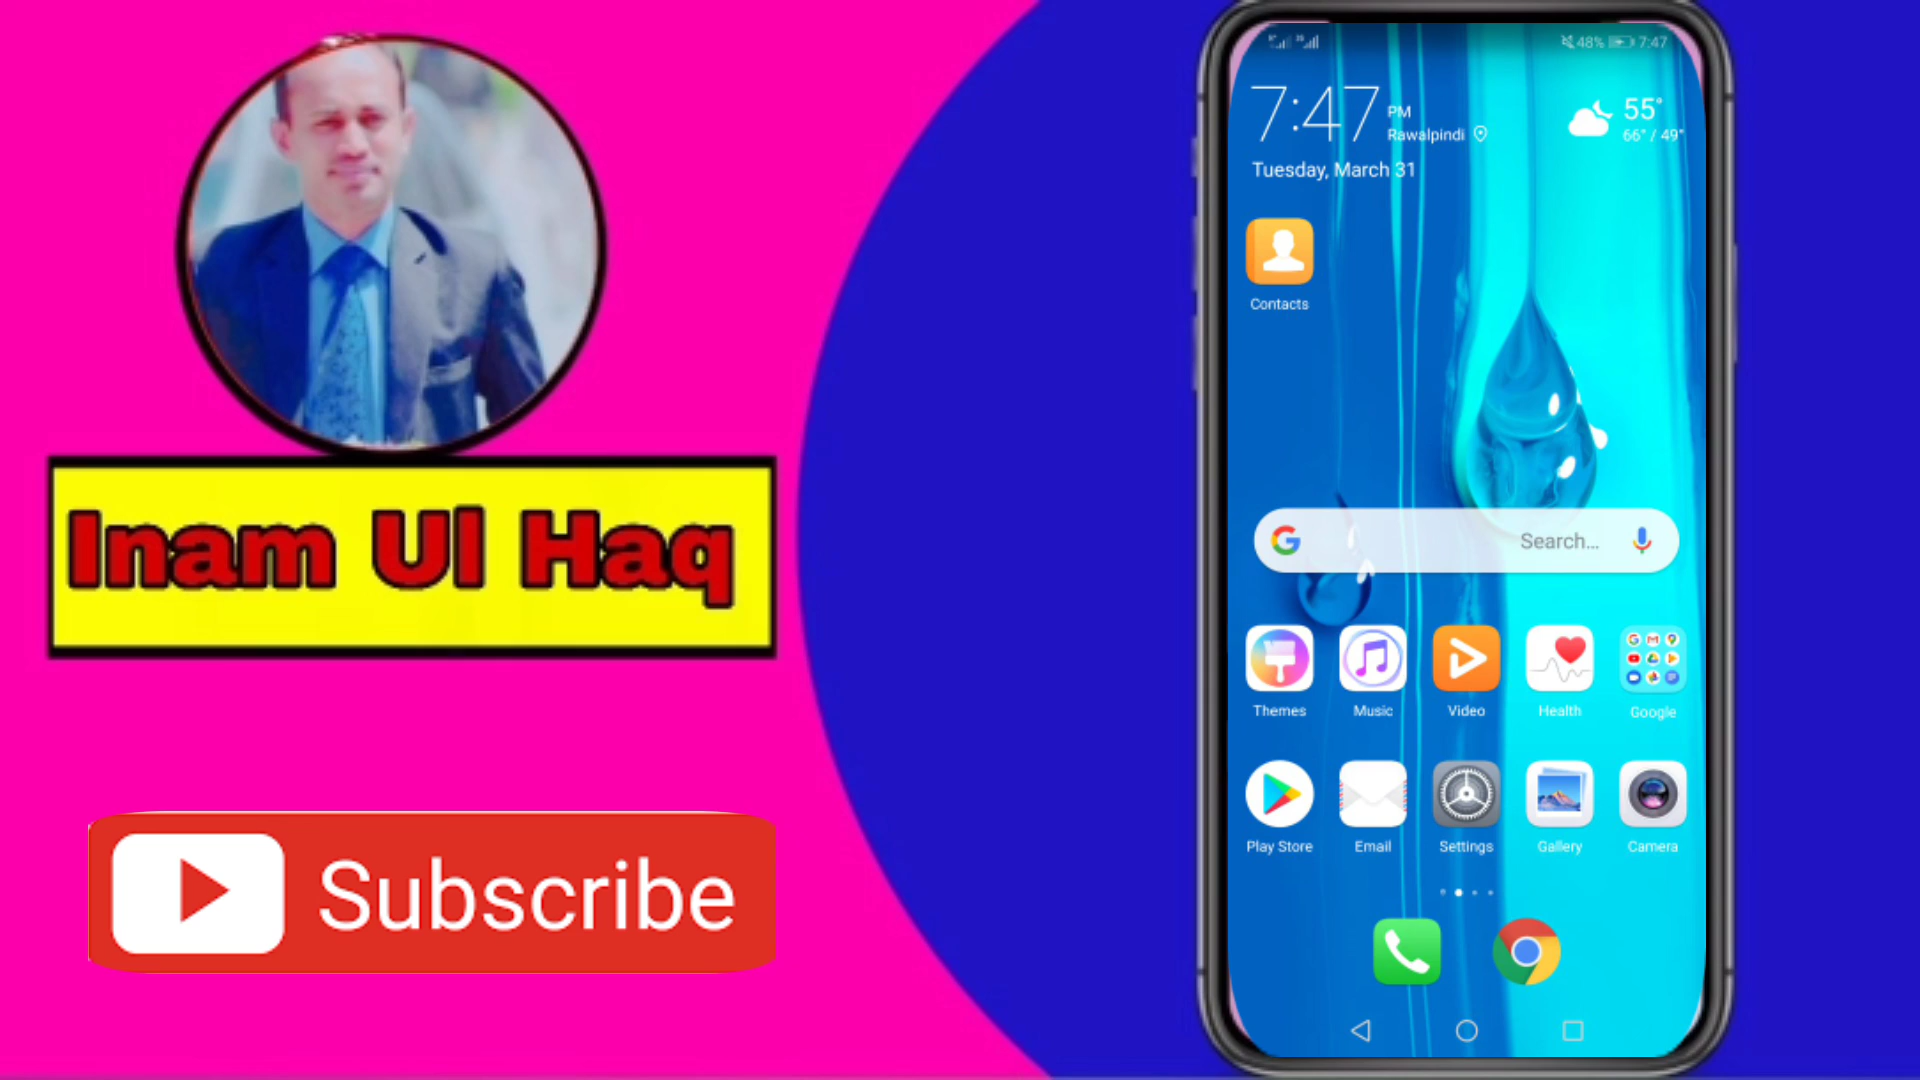 Inam Ul Haq
Subscribe
48% 7:47
7:47 PM
Rawalpindi
55°
66° / 49°
Tuesday, March 31
Contacts
Search...
Themes Music Video Health Google
Play Store Email Settings Gallery Camera